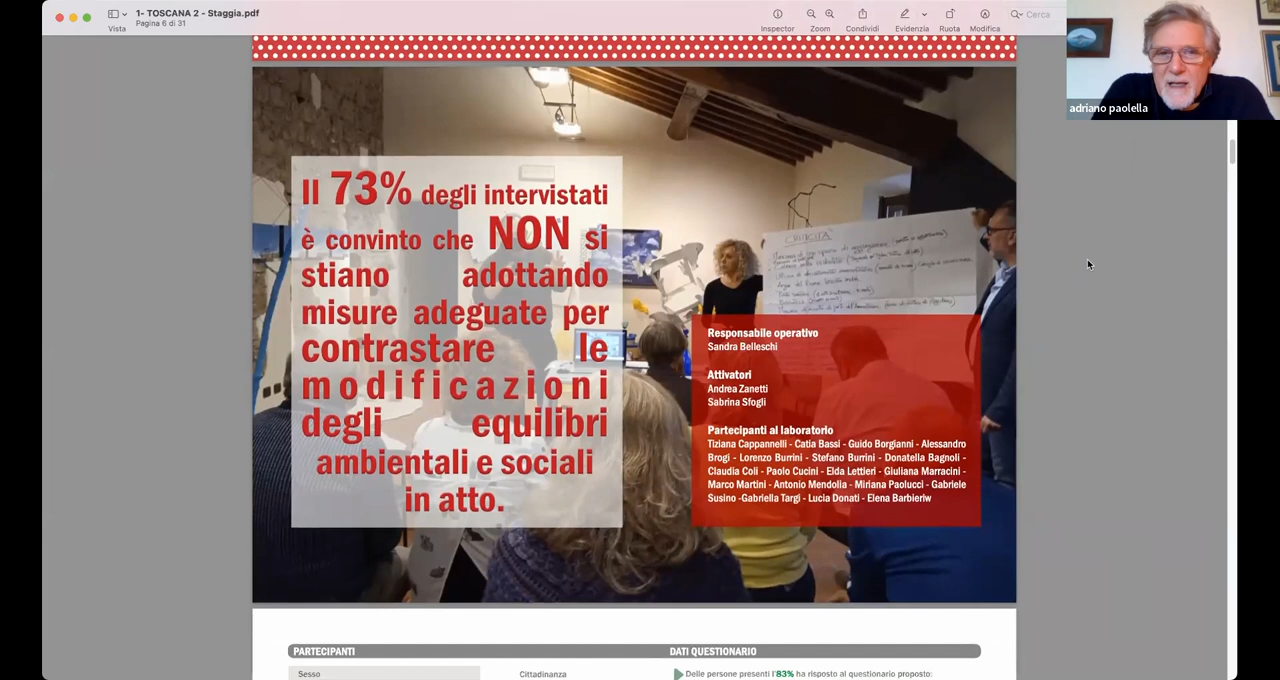 1- TOSCANA 2 - Staggia.pdf
Pagina 6 di 31
Vista
Inspector
Zoom
Condividi
Evidenzia
Ruota
Modifica
Cerca
adriano paolella
Il 73% degli intervistati
è convinto che NON si
stiano adottando
misure adeguate per
contrastare le
modificazioni
degli equilibri
ambientali e sociali
in atto.
Responsabile operativo
Sandra Belleschi
Attivatori
Andrea Zanetti
Sabrina Sfogli
Partecipanti al laboratorio
Tiziana Cappannelli - Catia Bassi - Guido Borgianni - Alessandro
Brogi - Lorenzo Burrini - Stefano Burrini - Donatella Bagnoli -
Claudia Coli - Paolo Cucini - Elda Lettieri - Giuliana Marracini -
Marco Martini - Antonio Mendolia - Miriana Paolucci - Gabriele
Susino -Gabriella Targi - Lucia Donati - Elena Barbierlw
PARTECIPANTI
DATI QUESTIONARIO
Sesso
Cittadinanza
Delle persone presenti l'83% ha risposto al questionario proposto: